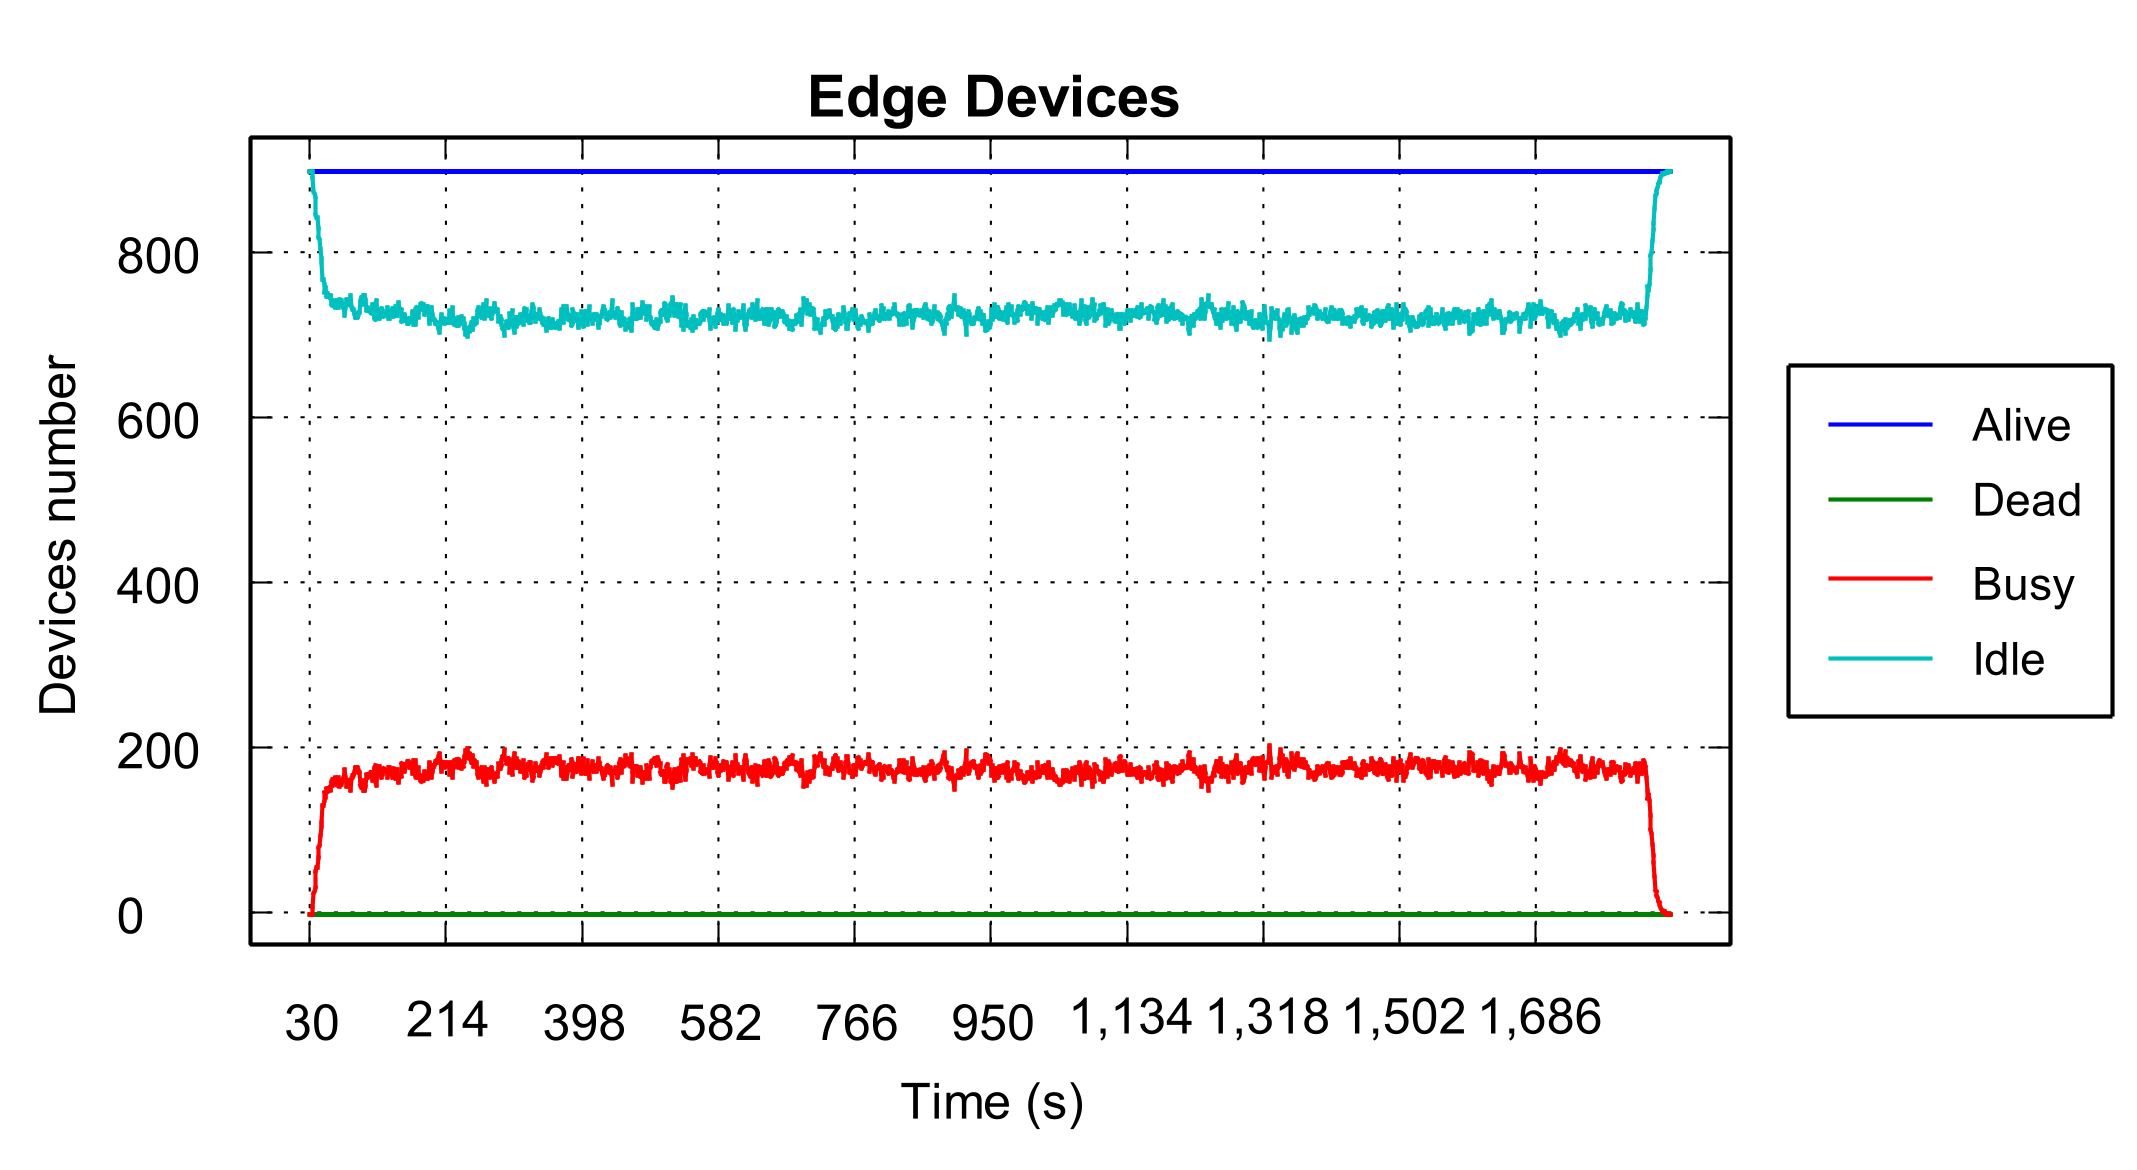 Edge Devices
800
600
400
200
0
Devices number
30 214 398 582 766 950 1,134 1,318 1,502 1,686
Time (s)
Alive
Dead
Busy
Idle